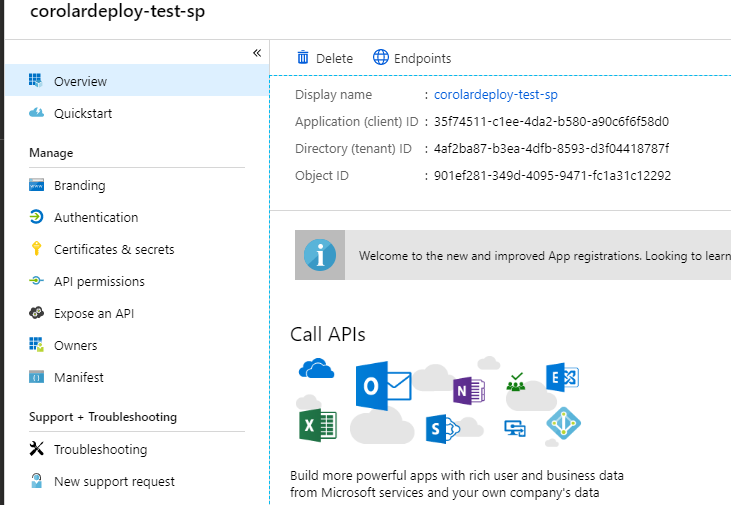 corolardeploy-test-sp
«
Overview
Quickstart
Manage
Branding
Authentication
Certificates & secrets
API permissions
Expose an API
Owners
Manifest
Support + Troubleshooting
Troubleshooting
New support request
Delete Endpoints
Display name : corolardeploy-test-sp
Application (client) ID : 35f74511-c1ee-4da2-b580-a90c6f6f58d0
Directory (tenant) ID : 4af2ba87-b3ea-4dfb-8593-d3f04418787f
Object ID : 901ef281-349d-4095-9471-fc1a31c12292
Welcome to the new and improved App registrations. Looking to learn
Call APIs
Build more powerful apps with rich user and business data
from Microsoft services and your own company's data